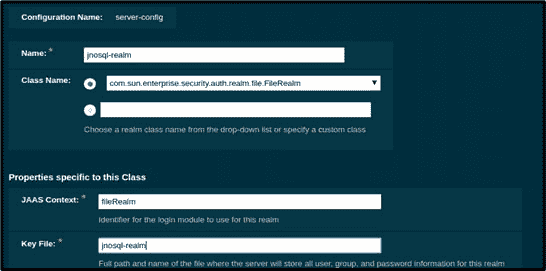 Configuration Name: server-config
Name: * jnosql-realm
Class Name: com.sun.enterprise.security.auth.realm.file.FileRealm
Choose a realm class name from the drop-down list or specify a custom class
Properties specific to this Class
JAAS Context: * fileRealm
Identifier for the login module to use for this realm
Key File: * jnosql-realm
Full path and name of the file where the server will store all user, group, and password information for this realm